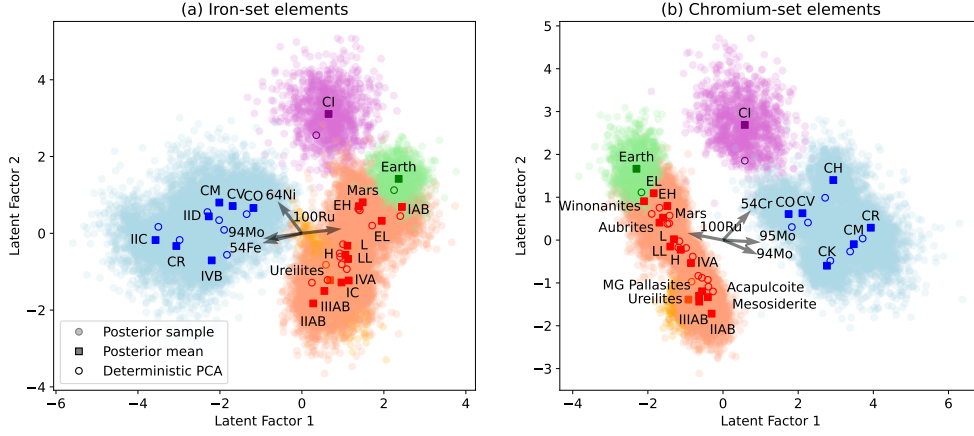 (a) Iron-set elements
4
2
0
−2
−4
Latent Factor 2
CI
Earth
CM
CV
CO
64Ni
Mars
EH
IAB
IID
100Ru
EL
94Mo
IIC
54Fe
L
CR
H
LL
IVB
Ureilites
IVA
IC
IIIAB
IIAB
Posterior sample
Posterior mean
Deterministic PCA
−6
−4
−2
0
2
4
Latent Factor 1
(b) Chromium-set elements
5
4
3
2
1
0
−1
−2
−3
Latent Factor 2
CI
Earth
CH
EL
EH
54Cr
Winonanites
CO
CV
Mars
CR
Aubrites
100Ru
L
95Mo
CM
LL
H
94Mo
CK
IVA
MG Pallasites
Acapulcoite
Ureilites
Mesosiderite
IIIAB
IIAB
−4
−2
0
2
4
6
Latent Factor 1